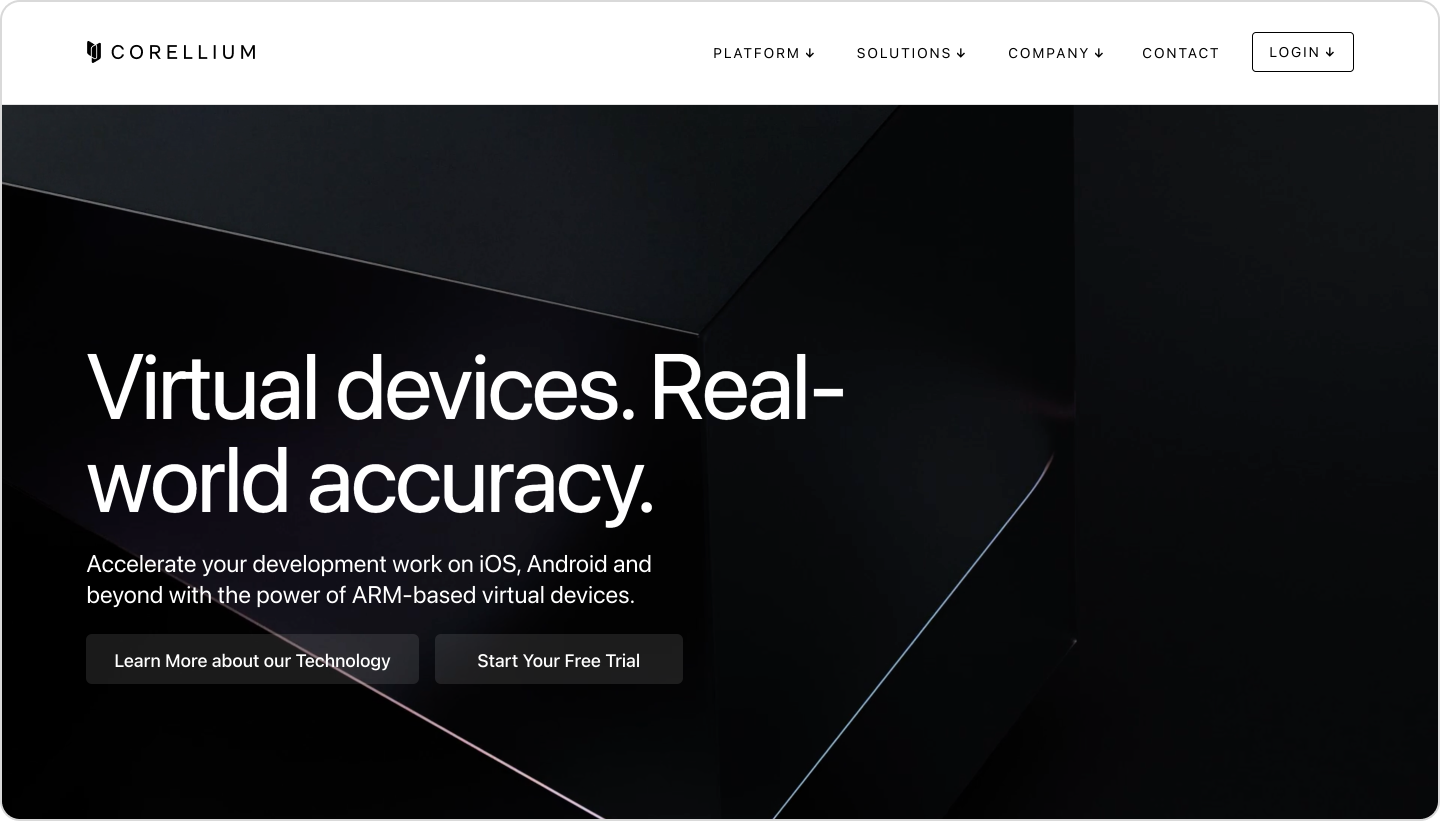 CORELLIUM
PLATFORM ↓ SOLUTIONS ↓ COMPANY ↓ CONTACT LOGIN ↓
Virtual devices. Real-
world accuracy.
Accelerate your development work on iOS, Android and
beyond with the power of ARM-based virtual devices.
Learn More about our Technology
Start Your Free Trial